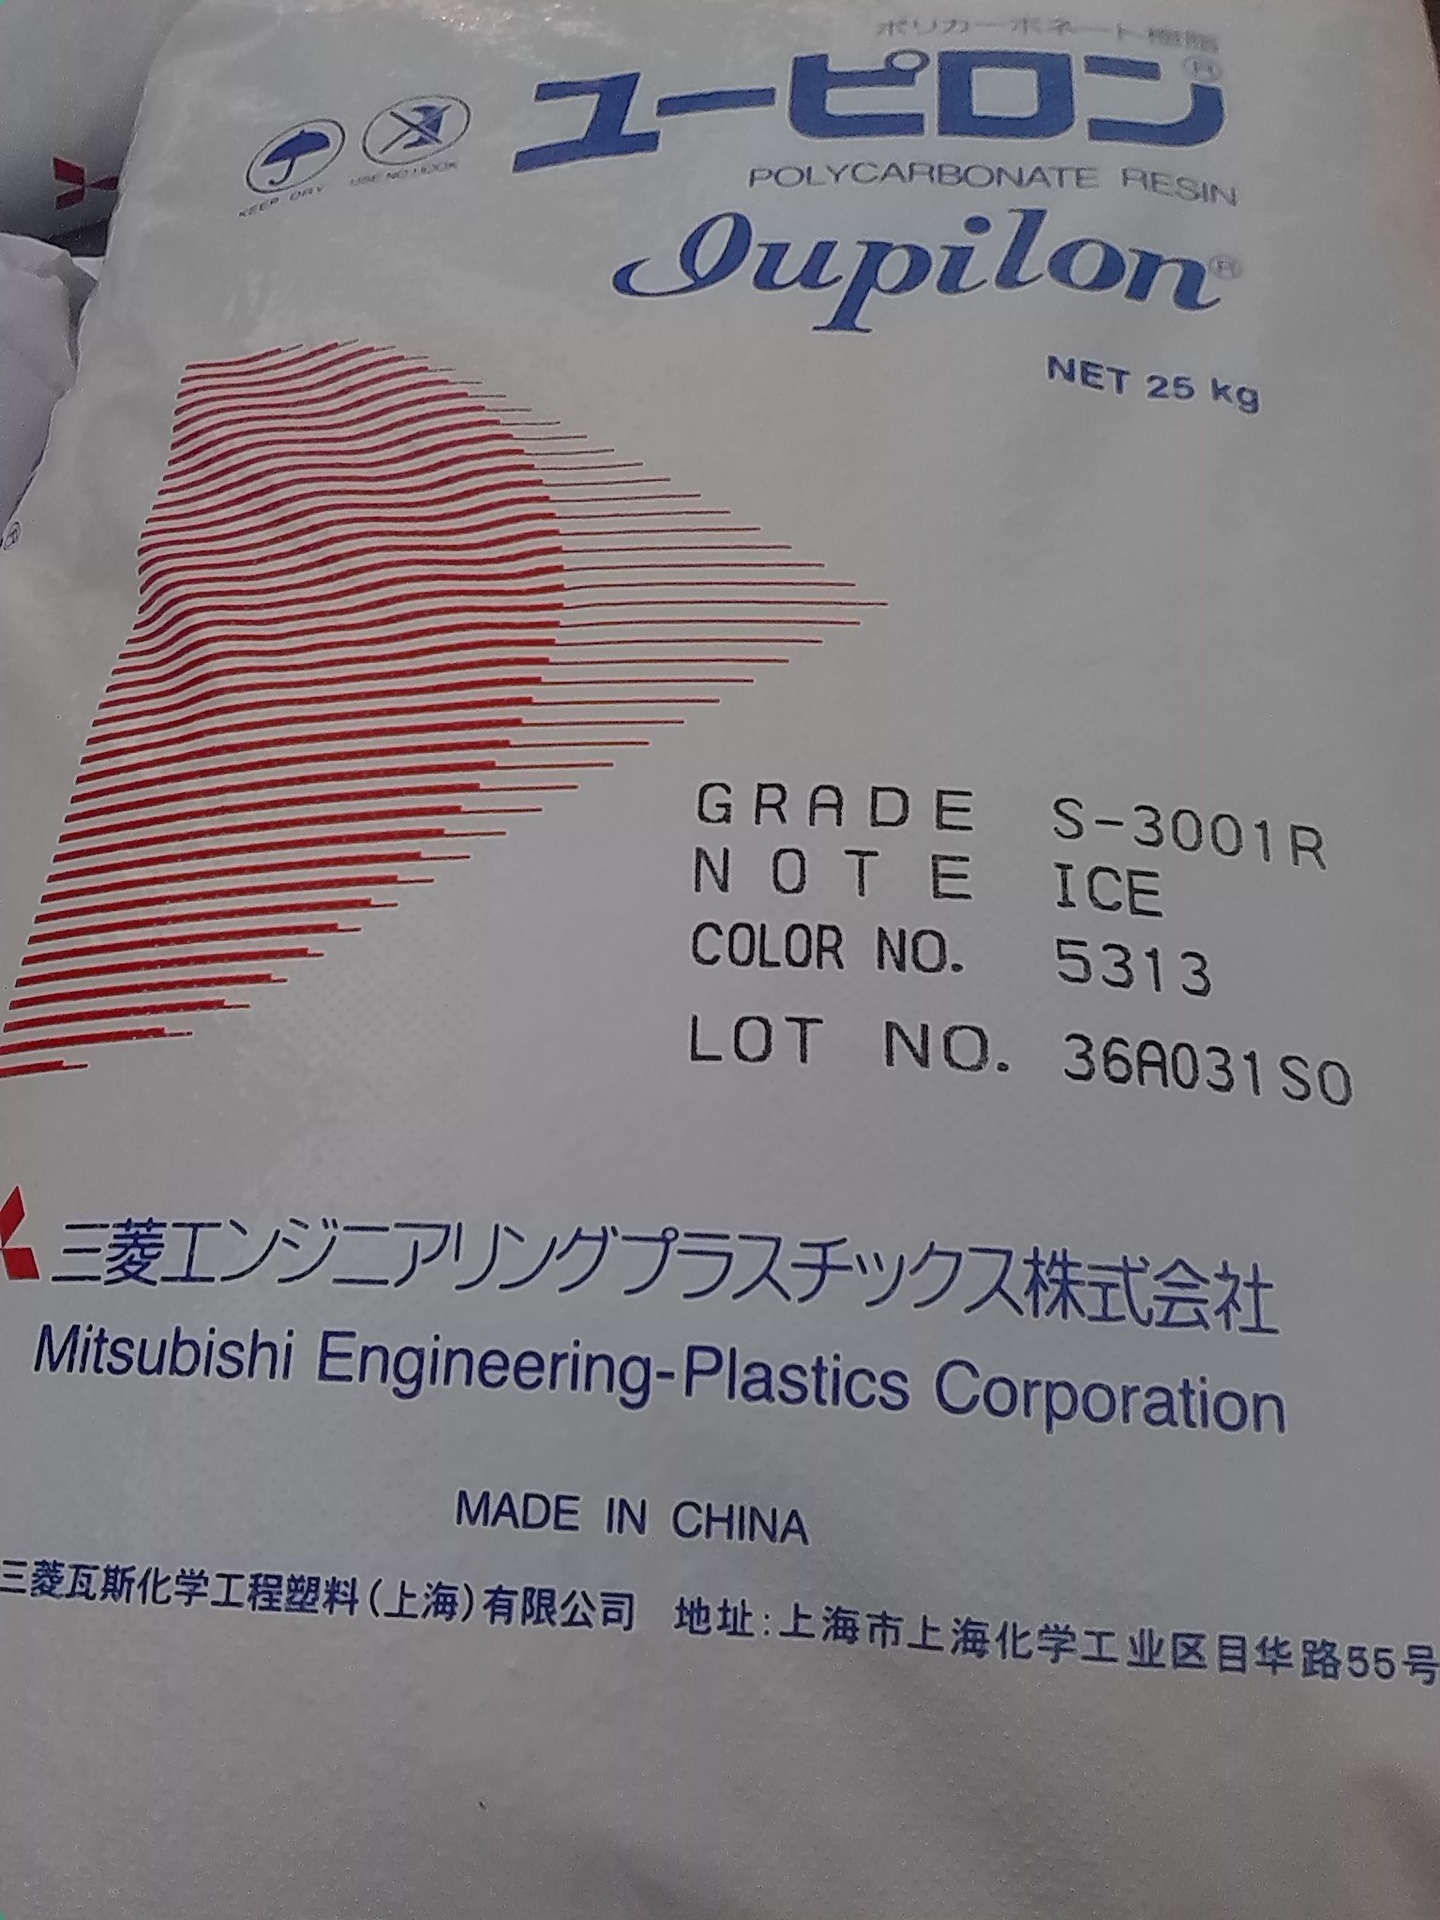 ポリカーボネート樹脂
ユーピロン®
KEEP DRY
USE NO HOOK
POLYCARBONATE RESIN
Iupilon®
NET 25 kg
GRADE S-3001R
NOTE ICE
COLOR NO. 5313
LOT NO. 36A031SO
三菱エンジニアリングプラスチックス株式会社
Mitsubishi Engineering-Plastics Corporation
MADE IN CHINA
三菱瓦斯化学工程塑料(上海)有限公司 地址:上海市上海化学工业区目华路55号
®